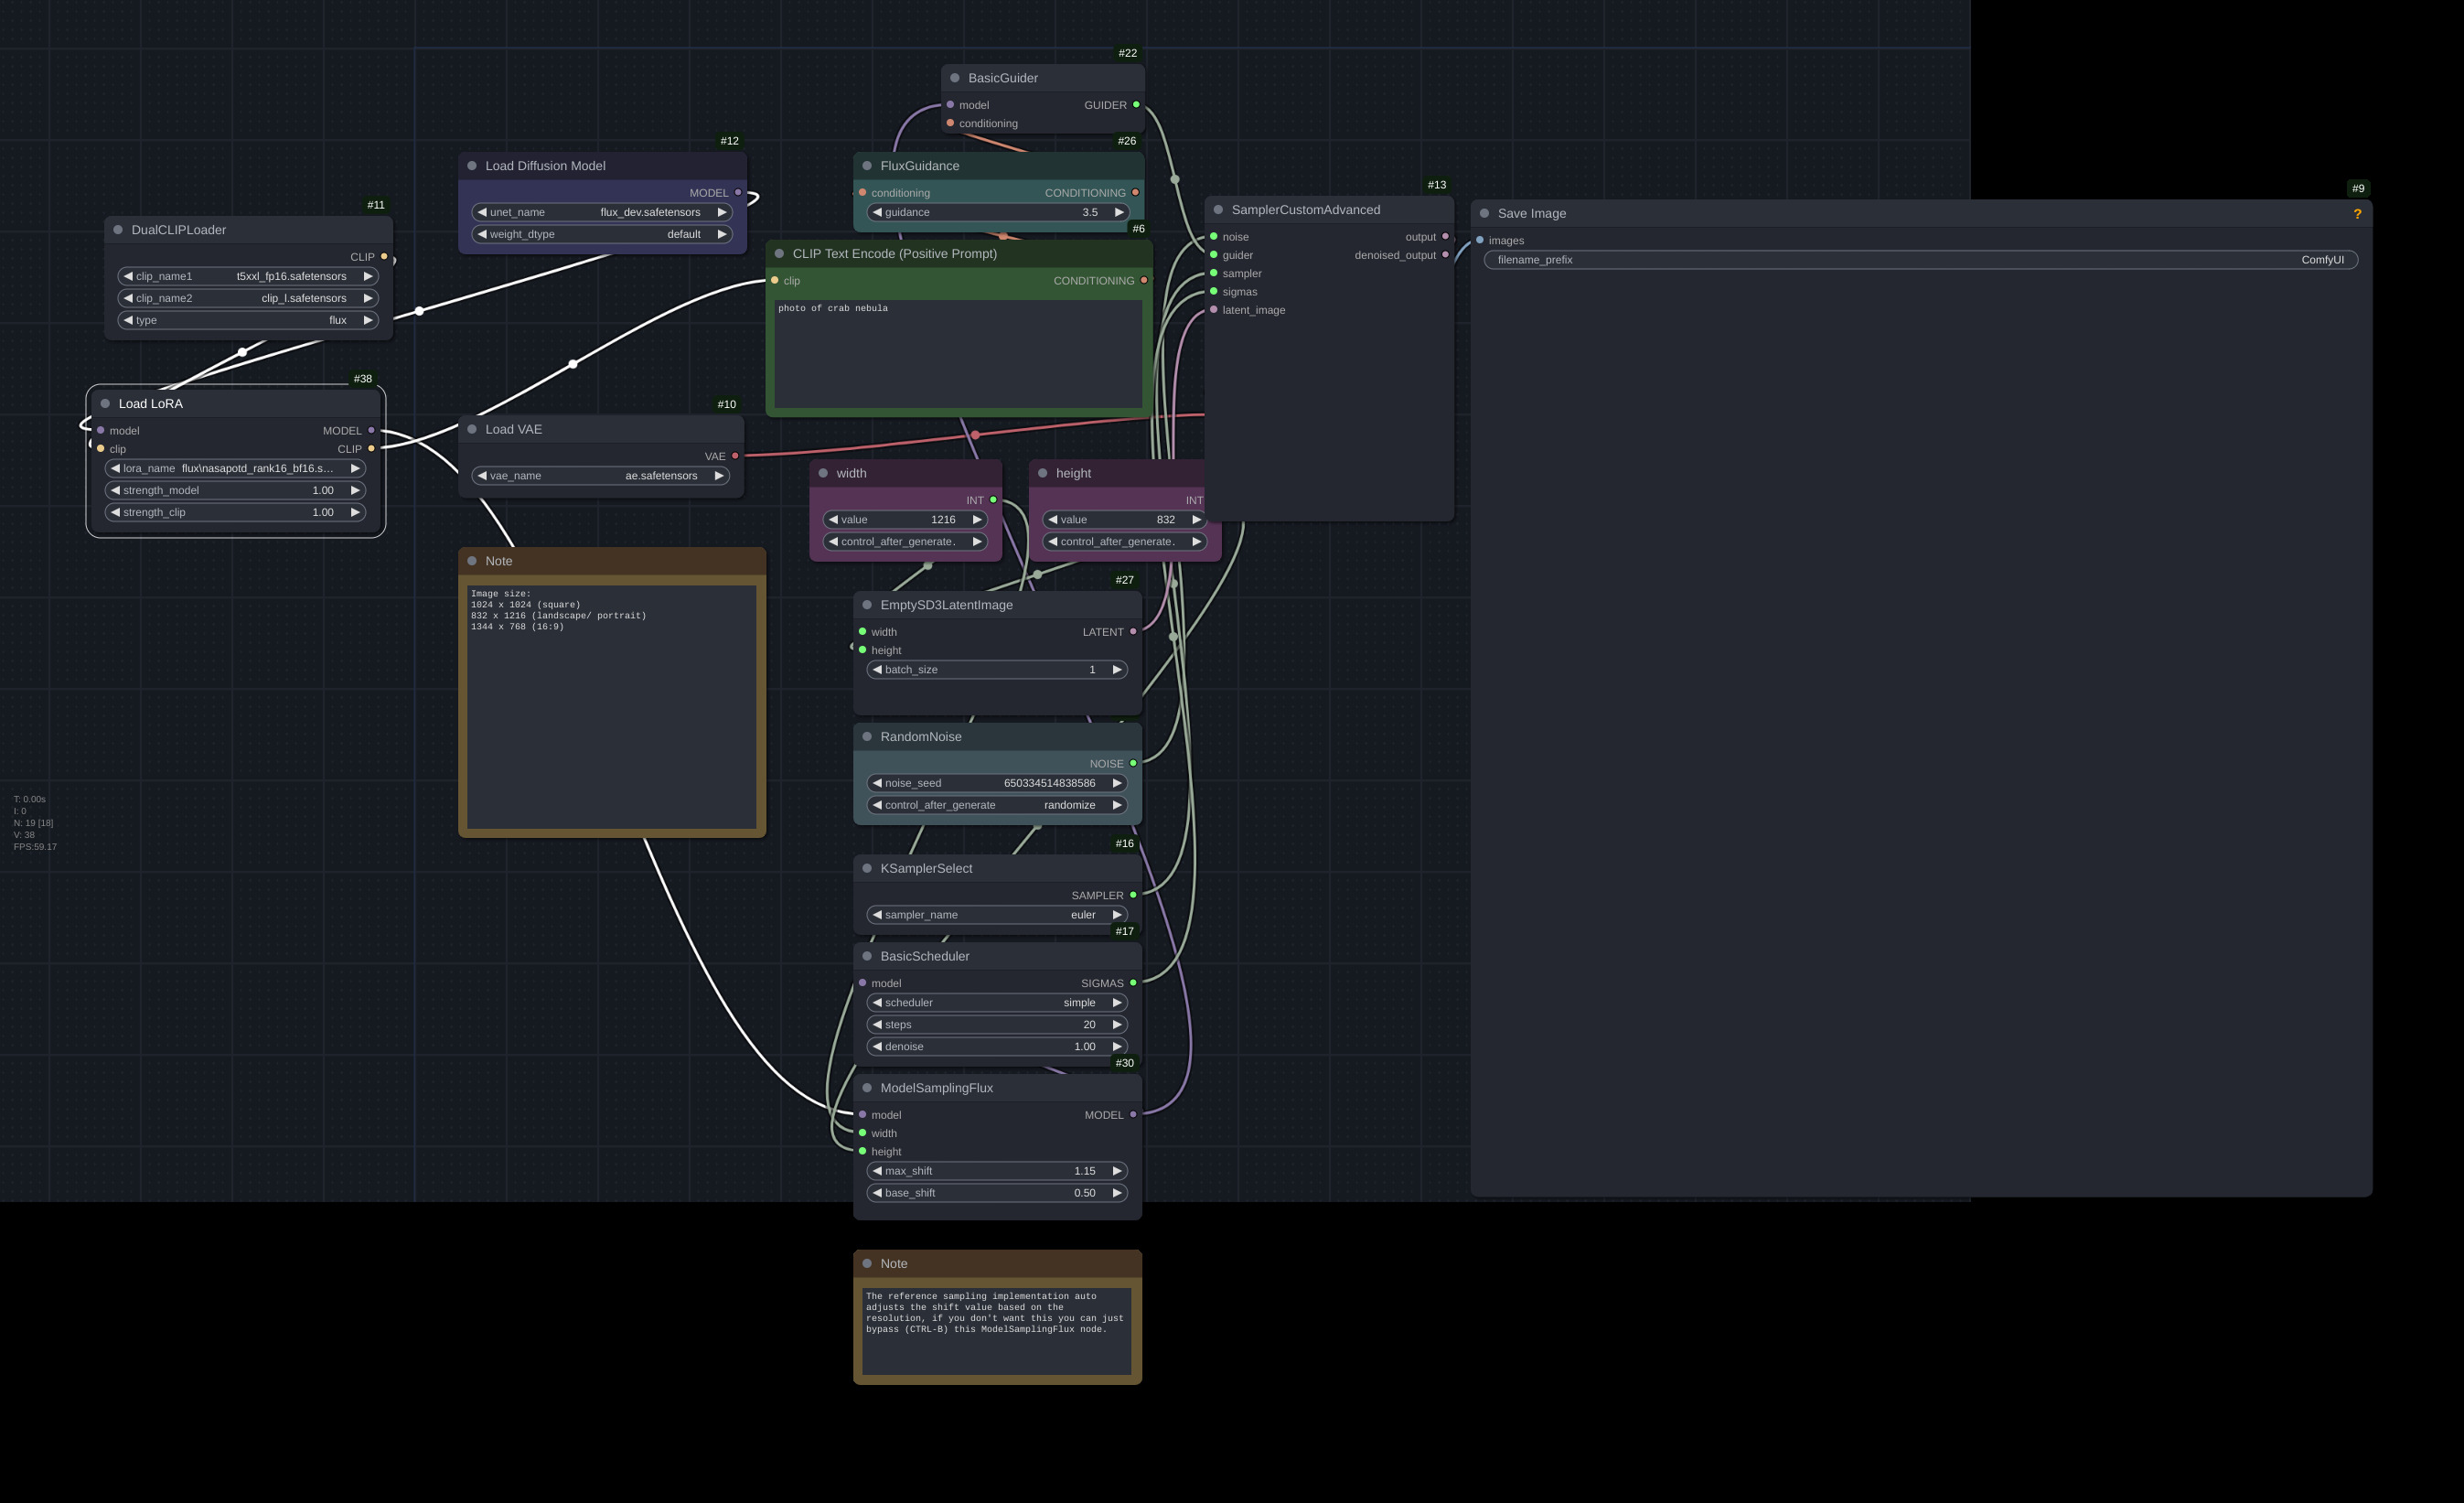 #22
BasicGuider
model GUIDER
conditioning
#26
FluxGuidance
conditioning CONDITIONING
guidance 3.5
#12
Load Diffusion Model
MODEL
unet_name flux_dev.safetensors
weight_dtype default
#11
DualCLIPLoader
CLIP
clip_name1 t5xxl_fp16.safetensors
clip_name2 clip_l.safetensors
type flux
#6
CLIP Text Encode (Positive Prompt)
clip CONDITIONING
photo of crab nebula
#13
SamplerCustomAdvanced
noise output
guider denoised_output
sampler
sigmas
latent_image
#9
Save Image ?
images
filename_prefix ComfyUI
#38
Load LoRA
model MODEL
clip CLIP
lora_name flux\nasapotd_rank16_bf16.s...
strength_model 1.00
strength_clip 1.00
#10
Load VAE
VAE
vae_name ae.safetensors
width
INT
value 1216
control_after_generate.
height
INT
value 832
control_after_generate.
Note
Image size:
1024 x 1024 (square)
832 x 1216 (landscape/ portrait)
1344 x 768 (16:9)
#27
EmptySD3LatentImage
width LATENT
height
batch_size 1
RandomNoise
NOISE
noise_seed 650334514838586
control_after_generate randomize
T: 0.00s
I: 0
N: 19 [18]
V: 38
FPS:59.17
#16
KSamplerSelect
SAMPLER
sampler_name euler
#17
BasicScheduler
model SIGMAS
scheduler simple
steps 20
denoise 1.00
#30
ModelSamplingFlux
model MODEL
width
height
max_shift 1.15
base_shift 0.50
Note
The reference sampling implementation auto
adjusts the shift value based on the
resolution, if you don't want this you can just
bypass (CTRL-B) this ModelSamplingFlux node.